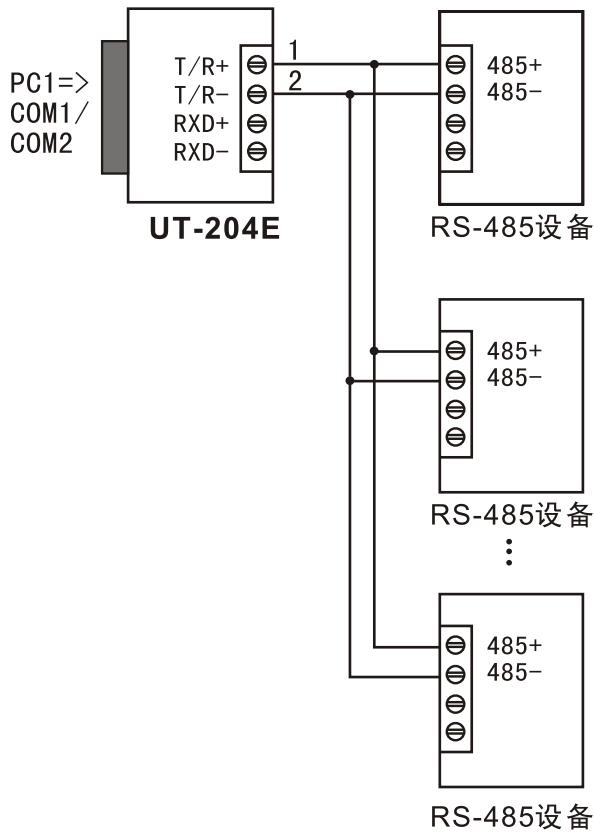 PC1=>
COM1/
COM2
T/R+
T/R-
RXD+
RXD-
UT-204E
1
2
485+
485-
RS-485设备
485+
485-
RS-485设备
485+
485-
RS-485设备